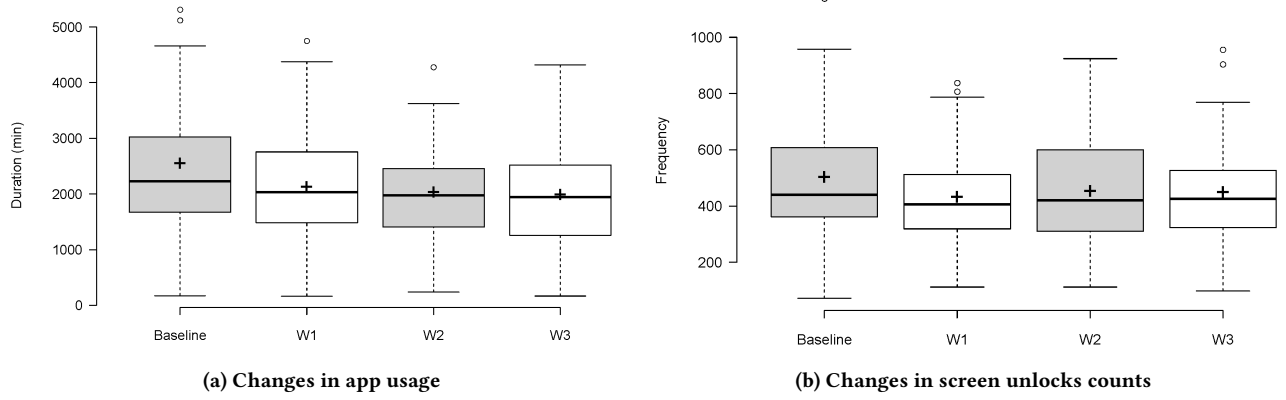 5000
4000
3000
2000
1000
0
Duration (min)
Baseline W1 W2 W3
(a) Changes in app usage
1000
800
600
400
200
Frequency
Baseline W1 W2 W3
(b) Changes in screen unlocks counts